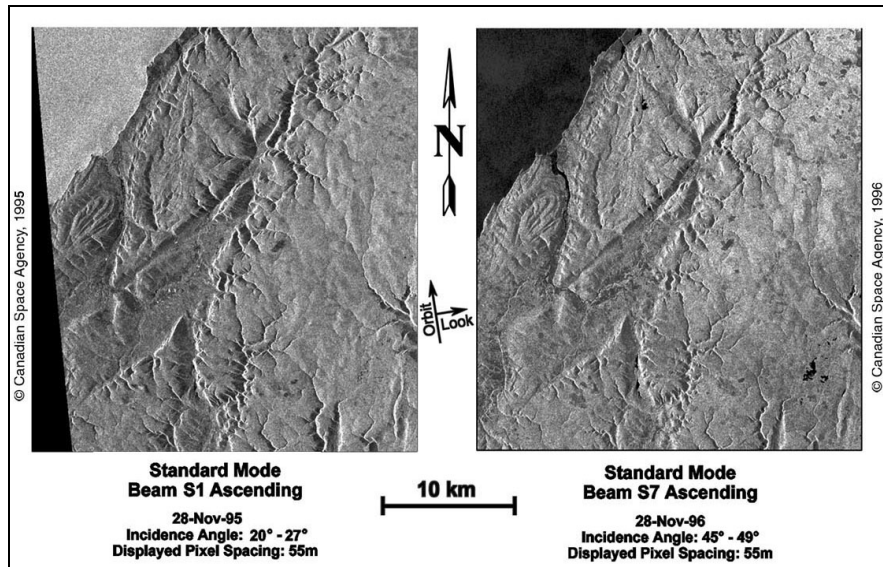 © Canadian Space Agency, 1995
N
Orbit
Look
© Canadian Space Agency, 1996
Standard Mode
Beam S1 Ascending
28-Nov-95
Incidence Angle: 20° - 27°
Displayed Pixel Spacing: 55m
10 km
Standard Mode
Beam S7 Ascending
28-Nov-96
Incidence Angle: 45° - 49°
Displayed Pixel Spacing: 55m